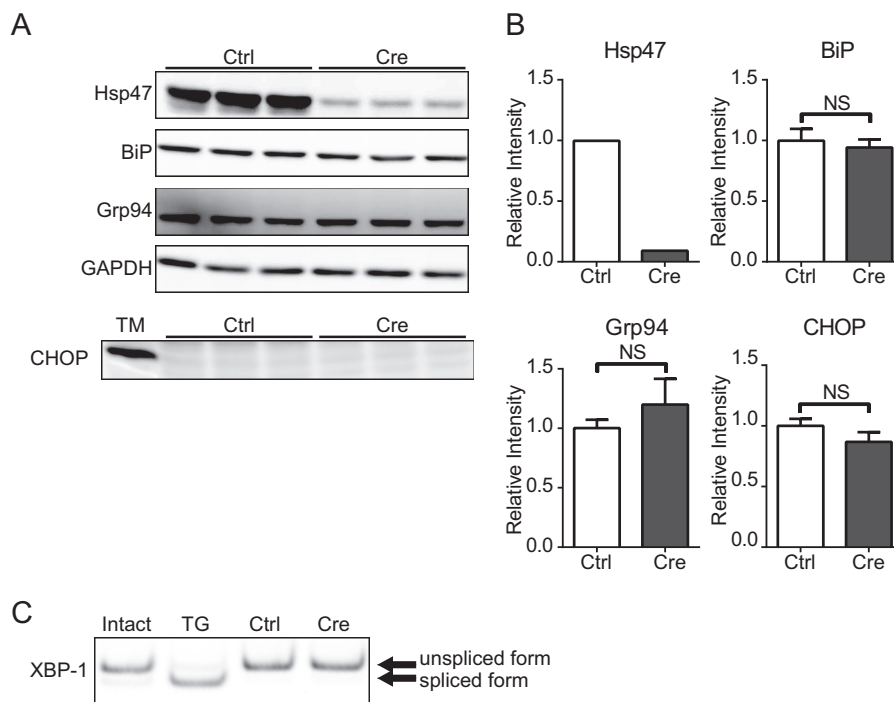 A
Ctrl Cre
Hsp47
BiP
Grp94
GAPDH
TM Ctrl Cre
CHOP
B
Hsp47
Relative Intensity
1.5
1.0
0.5
0.0
Ctrl Cre
BiP
Relative Intensity
1.5
1.0
0.5
0.0
NS
Ctrl Cre
Grp94
Relative Intensity
1.5
1.0
0.5
0.0
NS
Ctrl Cre
CHOP
Relative Intensity
1.5
1.0
0.5
0.0
NS
Ctrl Cre
C
Intact TG Ctrl Cre
XBP-1
unspliced form
spliced form